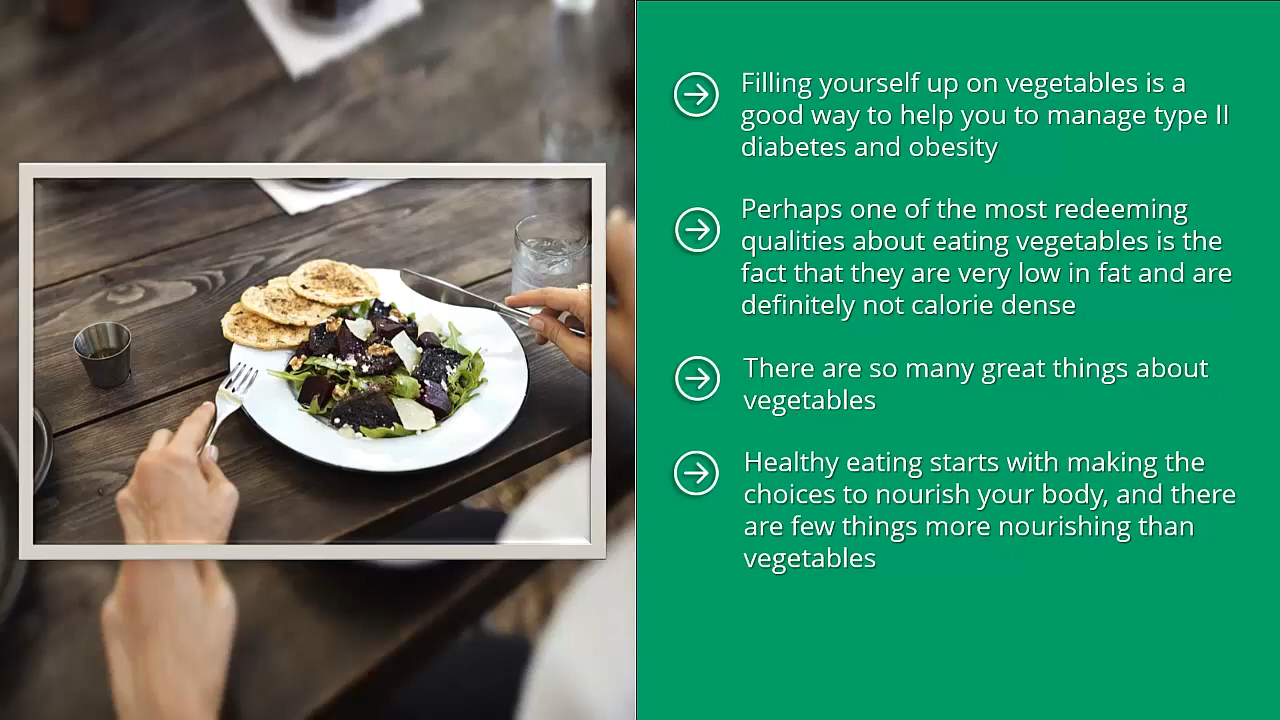 Filling yourself up on vegetables is a
good way to help you to manage type II
diabetes and obesity
Perhaps one of the most redeeming
qualities about eating vegetables is the
fact that they are very low in fat and are
definitely not calorie dense
There are so many great things about
vegetables
Healthy eating starts with making the
choices to nourish your body, and there
are few things more nourishing than
vegetables